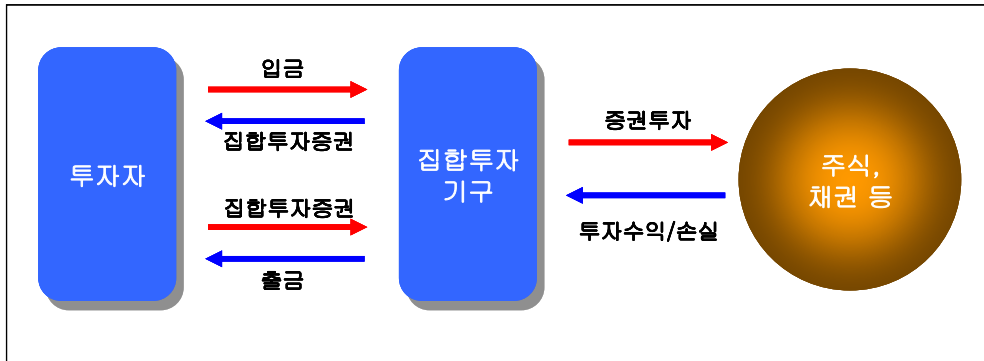 투자자
입금
집합투자증권
집합투자증권
출금
집합투자
기구
증권투자
투자수익/손실
주식,
채권 등